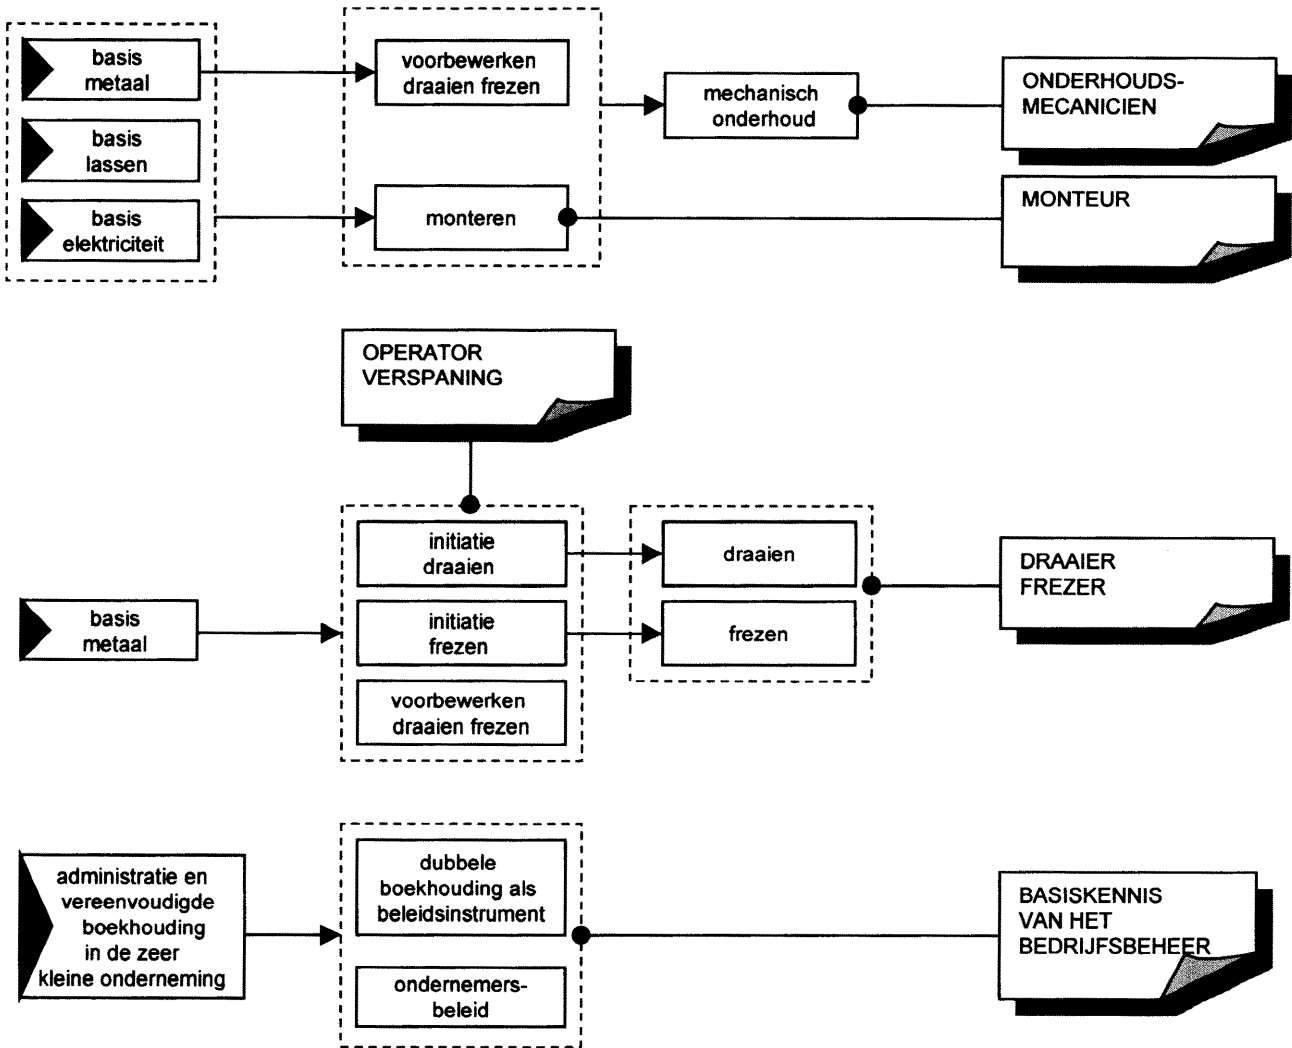 basis
metaal
basis
lassen
basis
elektriciteit
voorbewerken
draaien frezen
monteren
mechanisch
onderhoud
ONDERHOUDS-
MECANICIEN
MONTEUR
OPERATOR
VERSPANING
basis
metaal
initiatie
draaien
initiatie
frezen
voorbewerken
draaien frezen
draaien
frezen
DRAAIER
FREZER
administratie en
vereenvoudigde
boekhouding
in de zeer
kleine onderneming
dubbele
boekhouding als
beleidsinstrument
ondernemers-
beleid
BASISKENNIS
VAN HET
BEDRIJFSBEHEER